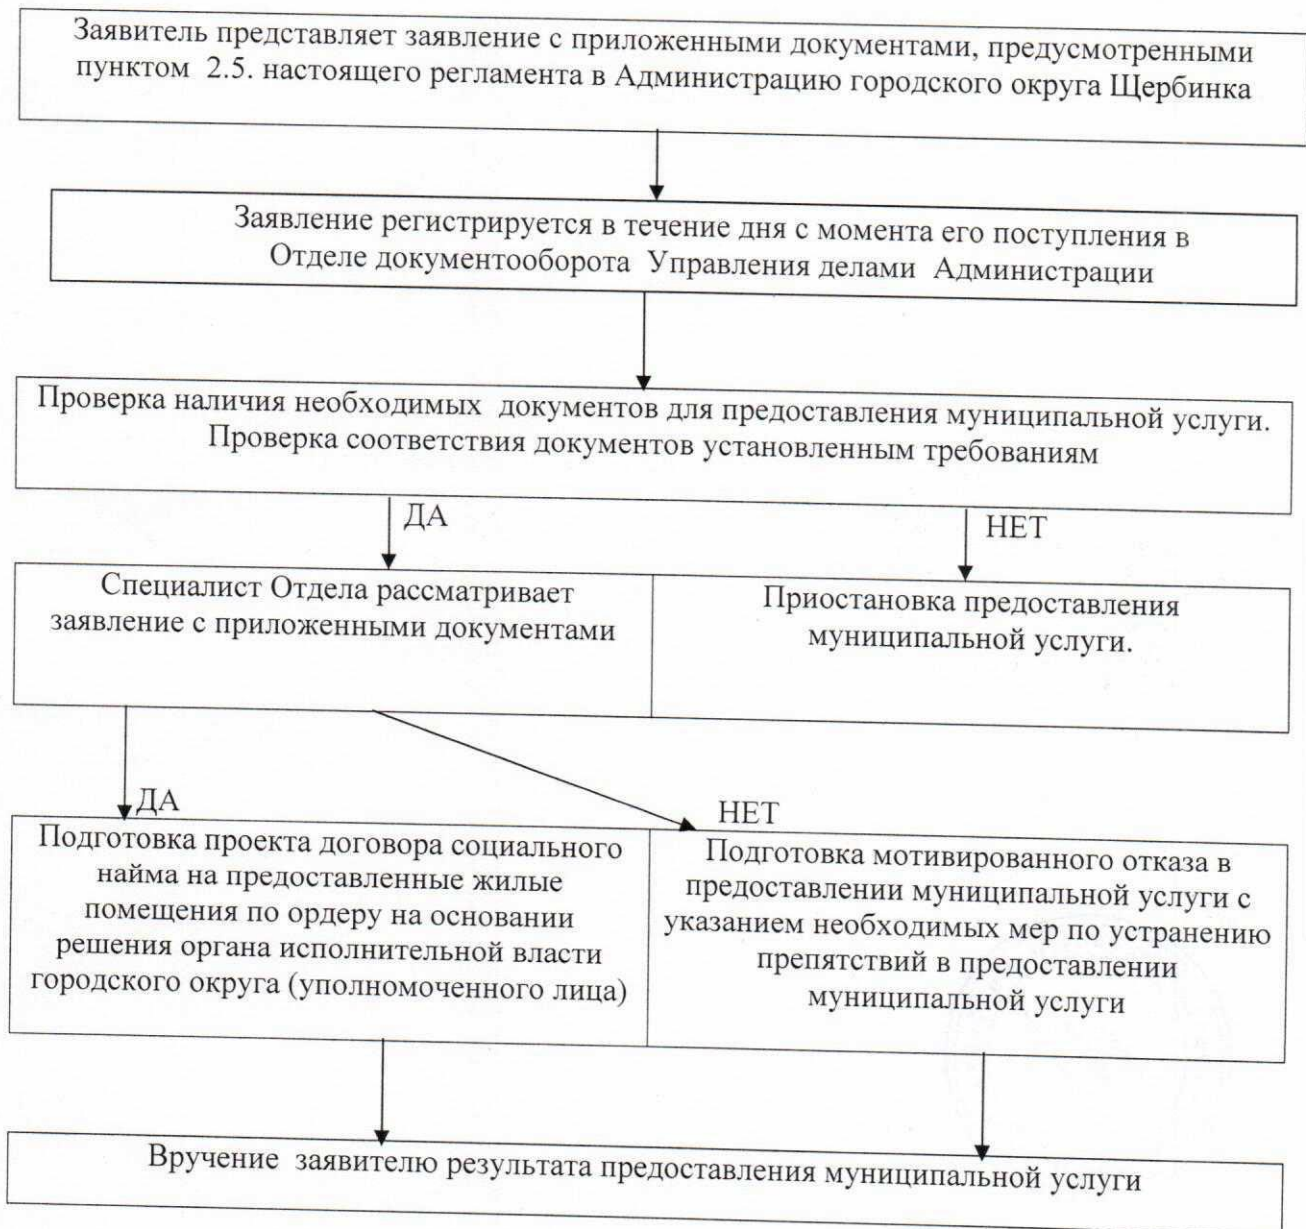 Заявитель представляет заявление с приложенными документами, предусмотренными
пунктом 2.5. настоящего регламента в Администрацию городского округа Щербинка
Заявление регистрируется в течение дня с момента его поступления в
Отделе документооборота Управления делами Администрации
Проверка наличия необходимых документов для предоставления муниципальной услуги.
Проверка соответствия документов установленным требованиям
ДА
НЕТ
Специалист Отдела рассматривает
заявление с приложенными документами
Приостановка предоставления
муниципальной услуги.
ДА
НЕТ
Подготовка проекта договора социального
найма на предоставленные жилые
помещения по ордеру на основании
решения органа исполнительной власти
городского округа (уполномоченного лица)
Подготовка мотивированного отказа в
предоставлении муниципальной услуги с
указанием необходимых мер по устранению
препятствий в предоставлении
муниципальной услуги
Вручение заявителю результата предоставления муниципальной услуги